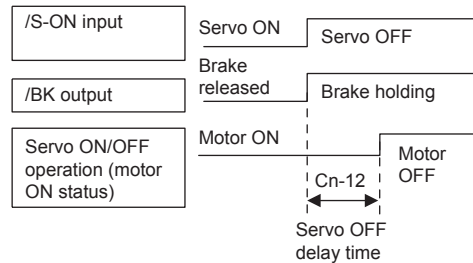 /S-ON input
Servo ON
Servo OFF
Brake
released
/BK output
Brake holding
Servo ON/OFF
operation (motor
ON status)
Motor ON
Motor
OFF
Cn-12
Servo OFF
delay time